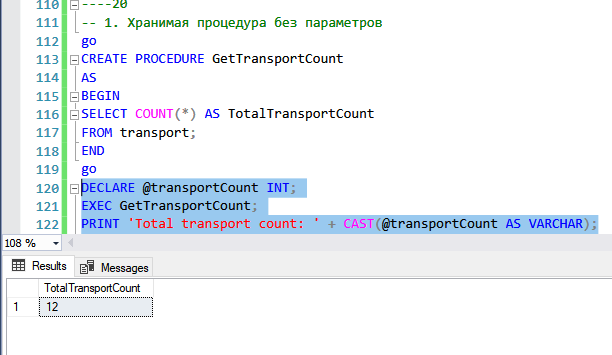 110 ----20
111 -- 1. Хранимая процедура без параметров
112 go
113 CREATE PROCEDURE GetTransportCount
114 AS
115 BEGIN
116 SELECT COUNT(*) AS TotalTransportCount
117 FROM transport;
118 END
119 go
120 DECLARE @transportCount INT;
121 EXEC GetTransportCount;
122 PRINT 'Total transport count: ' + CAST(@transportCount AS VARCHAR);
108 %
Results Messages
TotalTransportCount
1 12